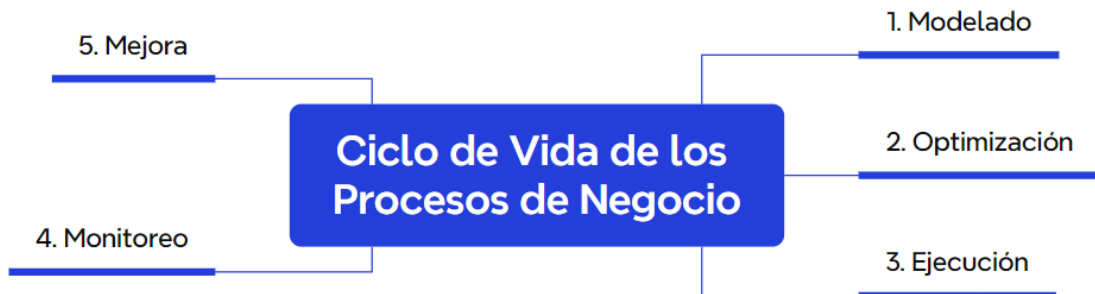 Ciclo de Vida de los
Procesos de Negocio
1. Modelado
2. Optimización
3. Ejecución
4. Monitoreo
5. Mejora